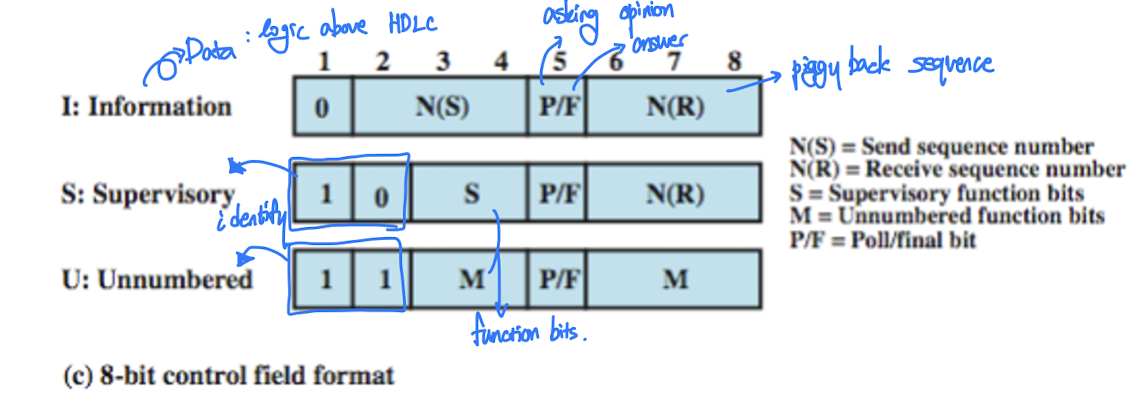 Data : logic above HDLC
asking opinion
answer
1 2 3 4 5 6 7 8
piggy back sequence
I: Information 0 N(S) P/F N(R)
N(S) = Send sequence number
N(R) = Receive sequence number
S = Supervisory function bits
M = Unnumbered function bits
P/F = Poll/final bit
S: Supervisory 1 0 S P/F N(R)
identify
U: Unnumbered 1 1 M P/F M
function bits.
(c) 8-bit control field format